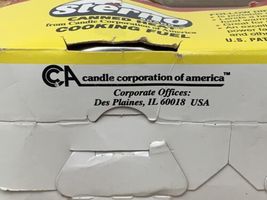 sterno
CANNED HEAT
from Candle Corporation of America
COOKING FUEL
U.S. PAT
CCA candle corporation of america™
Corporate Offices:
Des Plaines, IL 60018 USA